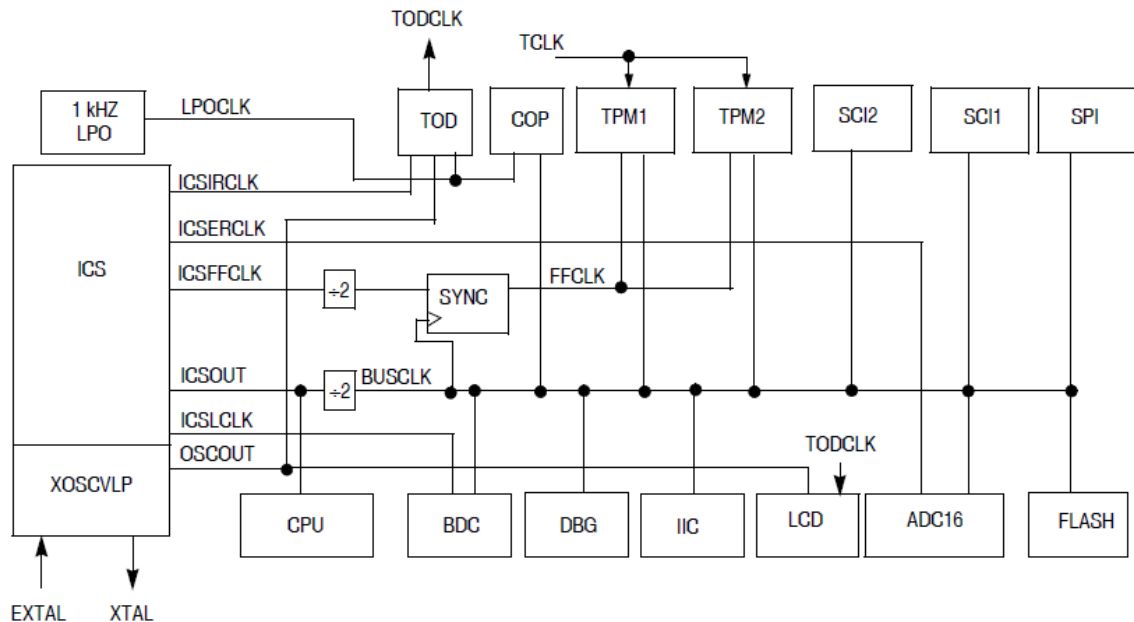 TODCLK
TCLK
1 kHZ
LPO
LPOCLK
TOD
COP
TPM1
TPM2
SCI2
SCI1
SPI
ICSIRCLK
ICSERCLK
ICS
ICSFFCLK
÷2
SYNC
FFCLK
ICSOUT
÷2
BUSCLK
ICSLCLK
OSCOUT
TODCLK
XOSCVLP
CPU
BDC
DBG
IIC
LCD
ADC16
FLASH
EXTAL
XTAL